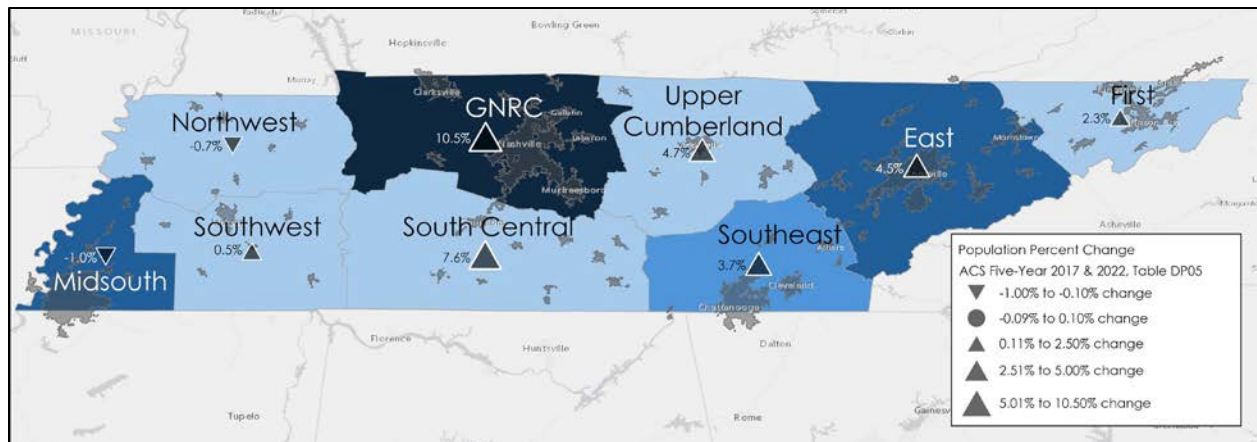 MISSOURI
Bowling Green
Hopkinsville
Murray
Corbin
Clarksville
GNRC
Gallatin
Upper
Cumberland
First
2.3%
Northwest
-0.7%
10.5%
Nashville
Lebanon
4.7%
East
4.5%
Morristown
Murfreesboro
Southwest
0.5%
South Central
7.6%
Southeast
3.7%
Athens
Cleveland
Chattanooga
-1.0%
Midsouth
Asheville
Morganton
Population Percent Change
ACS Five-Year 2017 & 2022, Table DP05
-1.00% to -0.10% change
-0.09% to 0.10% change
0.11% to 2.50% change
2.51% to 5.00% change
5.01% to 10.50% change
Florence
Huntsville
Dalton
Tupelo
Rome
Gainesv